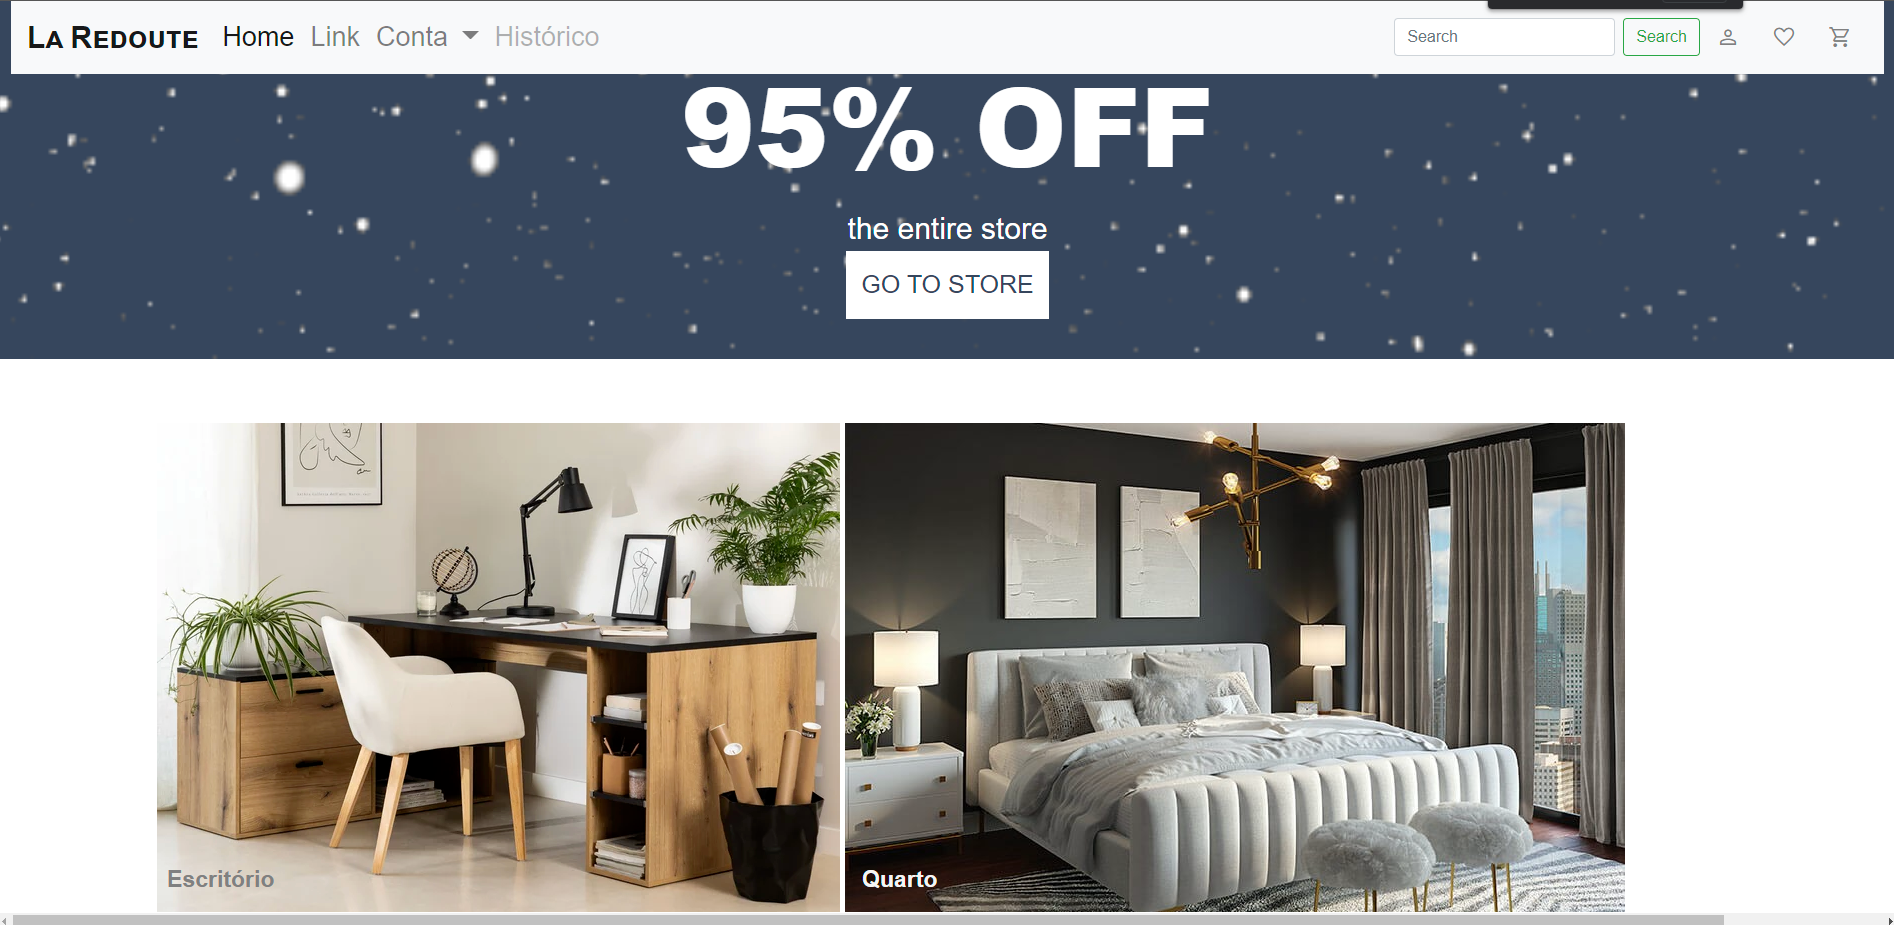 LA REDOUTE Home Link Conta Histórico Search Search
95% OFF
the entire store
GO TO STORE
Escritório
Quarto